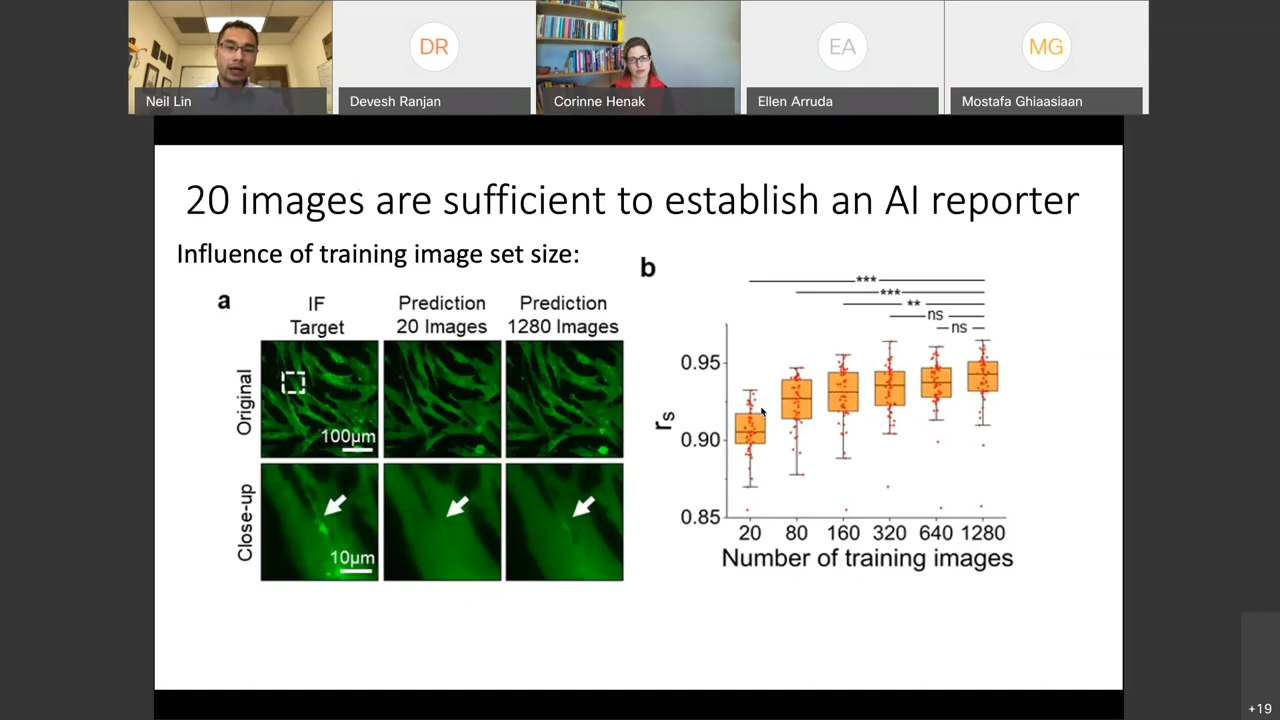 DR
EA
MG
Neil Lin
Devesh Ranjan
Corinne Henak
Ellen Arruda
Mostafa Ghiaasiaan
20 images are sufficient to establish an AI reporter
Influence of training image set size:
a
IF
Target
Prediction
20 Images
Prediction
1280 Images
Original
100µm
Close-up
10µm
b
***
***
**
ns
ns
0.95
0.90
0.85
rs
20 80 160 320 640 1280
Number of training images
+19